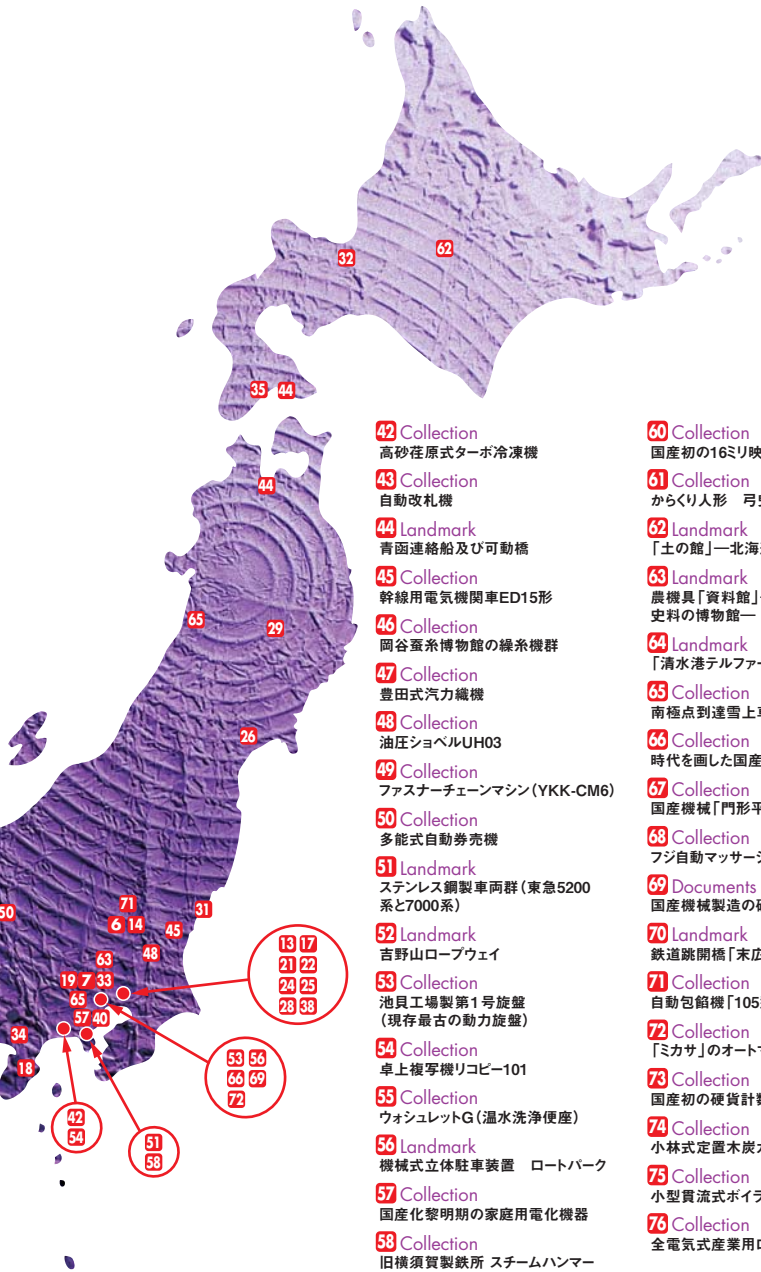 32
62
35 44
44
65
29
26
50
71
6 14
31
45
48
63
19 7 33
65
57 40
34
18
13 17
21 22
24 25
28 38
53 56
66 69
72
42
54
51
58
42 Collection
高砂荏原式ターボ冷凍機
43 Collection
自動改札機
44 Landmark
青函連絡船及び可動橋
45 Collection
幹線用電気機関車ED15形
46 Collection
岡谷蚕糸博物館の繰糸機群
47 Collection
豊田式汽力織機
48 Collection
油圧ショベルUH03
49 Collection
ファスナーチェーンマシン（YKK-CM6）
50 Collection
多能式自動券売機
51 Landmark
ステンレス鋼製車両群（東急5200
系と7000系）
52 Landmark
吉野山ロープウェイ
53 Collection
池貝工場製第1号旋盤
（現存最古の動力旋盤）
54 Collection
卓上複写機リコピー101
55 Collection
ウォシュレットG（温水洗浄便座）
56 Landmark
機械式立体駐車装置　ロートパーク
57 Collection
国産化黎明期の家庭用電化機器
58 Collection
旧横須賀製鉄所 スチームハンマー
60 Collection
国産初の16ミリ映
61 Collection
からくり人形　弓
62 Landmark
「土の館」―北海
63 Landmark
農機具「資料館」
史料の博物館―
64 Landmark
「清水港テルファー
65 Collection
南極点到達雪上
66 Collection
時代を画した国産
67 Collection
国産機械「門形平
68 Collection
フジ自動マッサー
69 Documents
国産機械製造の
70 Landmark
鉄道跳開橋「末広
71 Collection
自動包餡機「105
72 Collection
「ミカサ」のオート
73 Collection
国産初の硬貨計数
74 Collection
小林式定置木炭
75 Collection
小型貫流式ボイラ
76 Collection
全電気式産業用